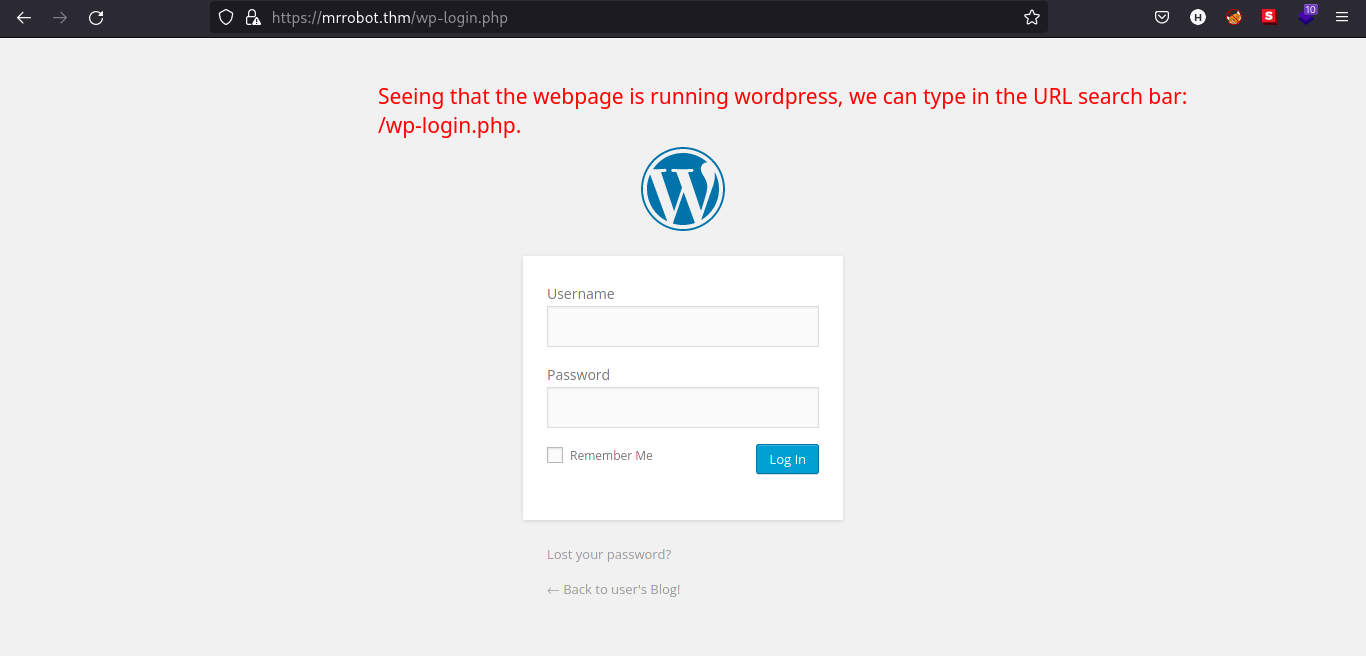 https://mrrobot.thm/wp-login.php
H
S
10
Seeing that the webpage is running wordpress, we can type in the URL search bar:
/wp-login.php.
W
Username
Password
Remember Me
Log In
Lost your password?
← Back to user's Blog!